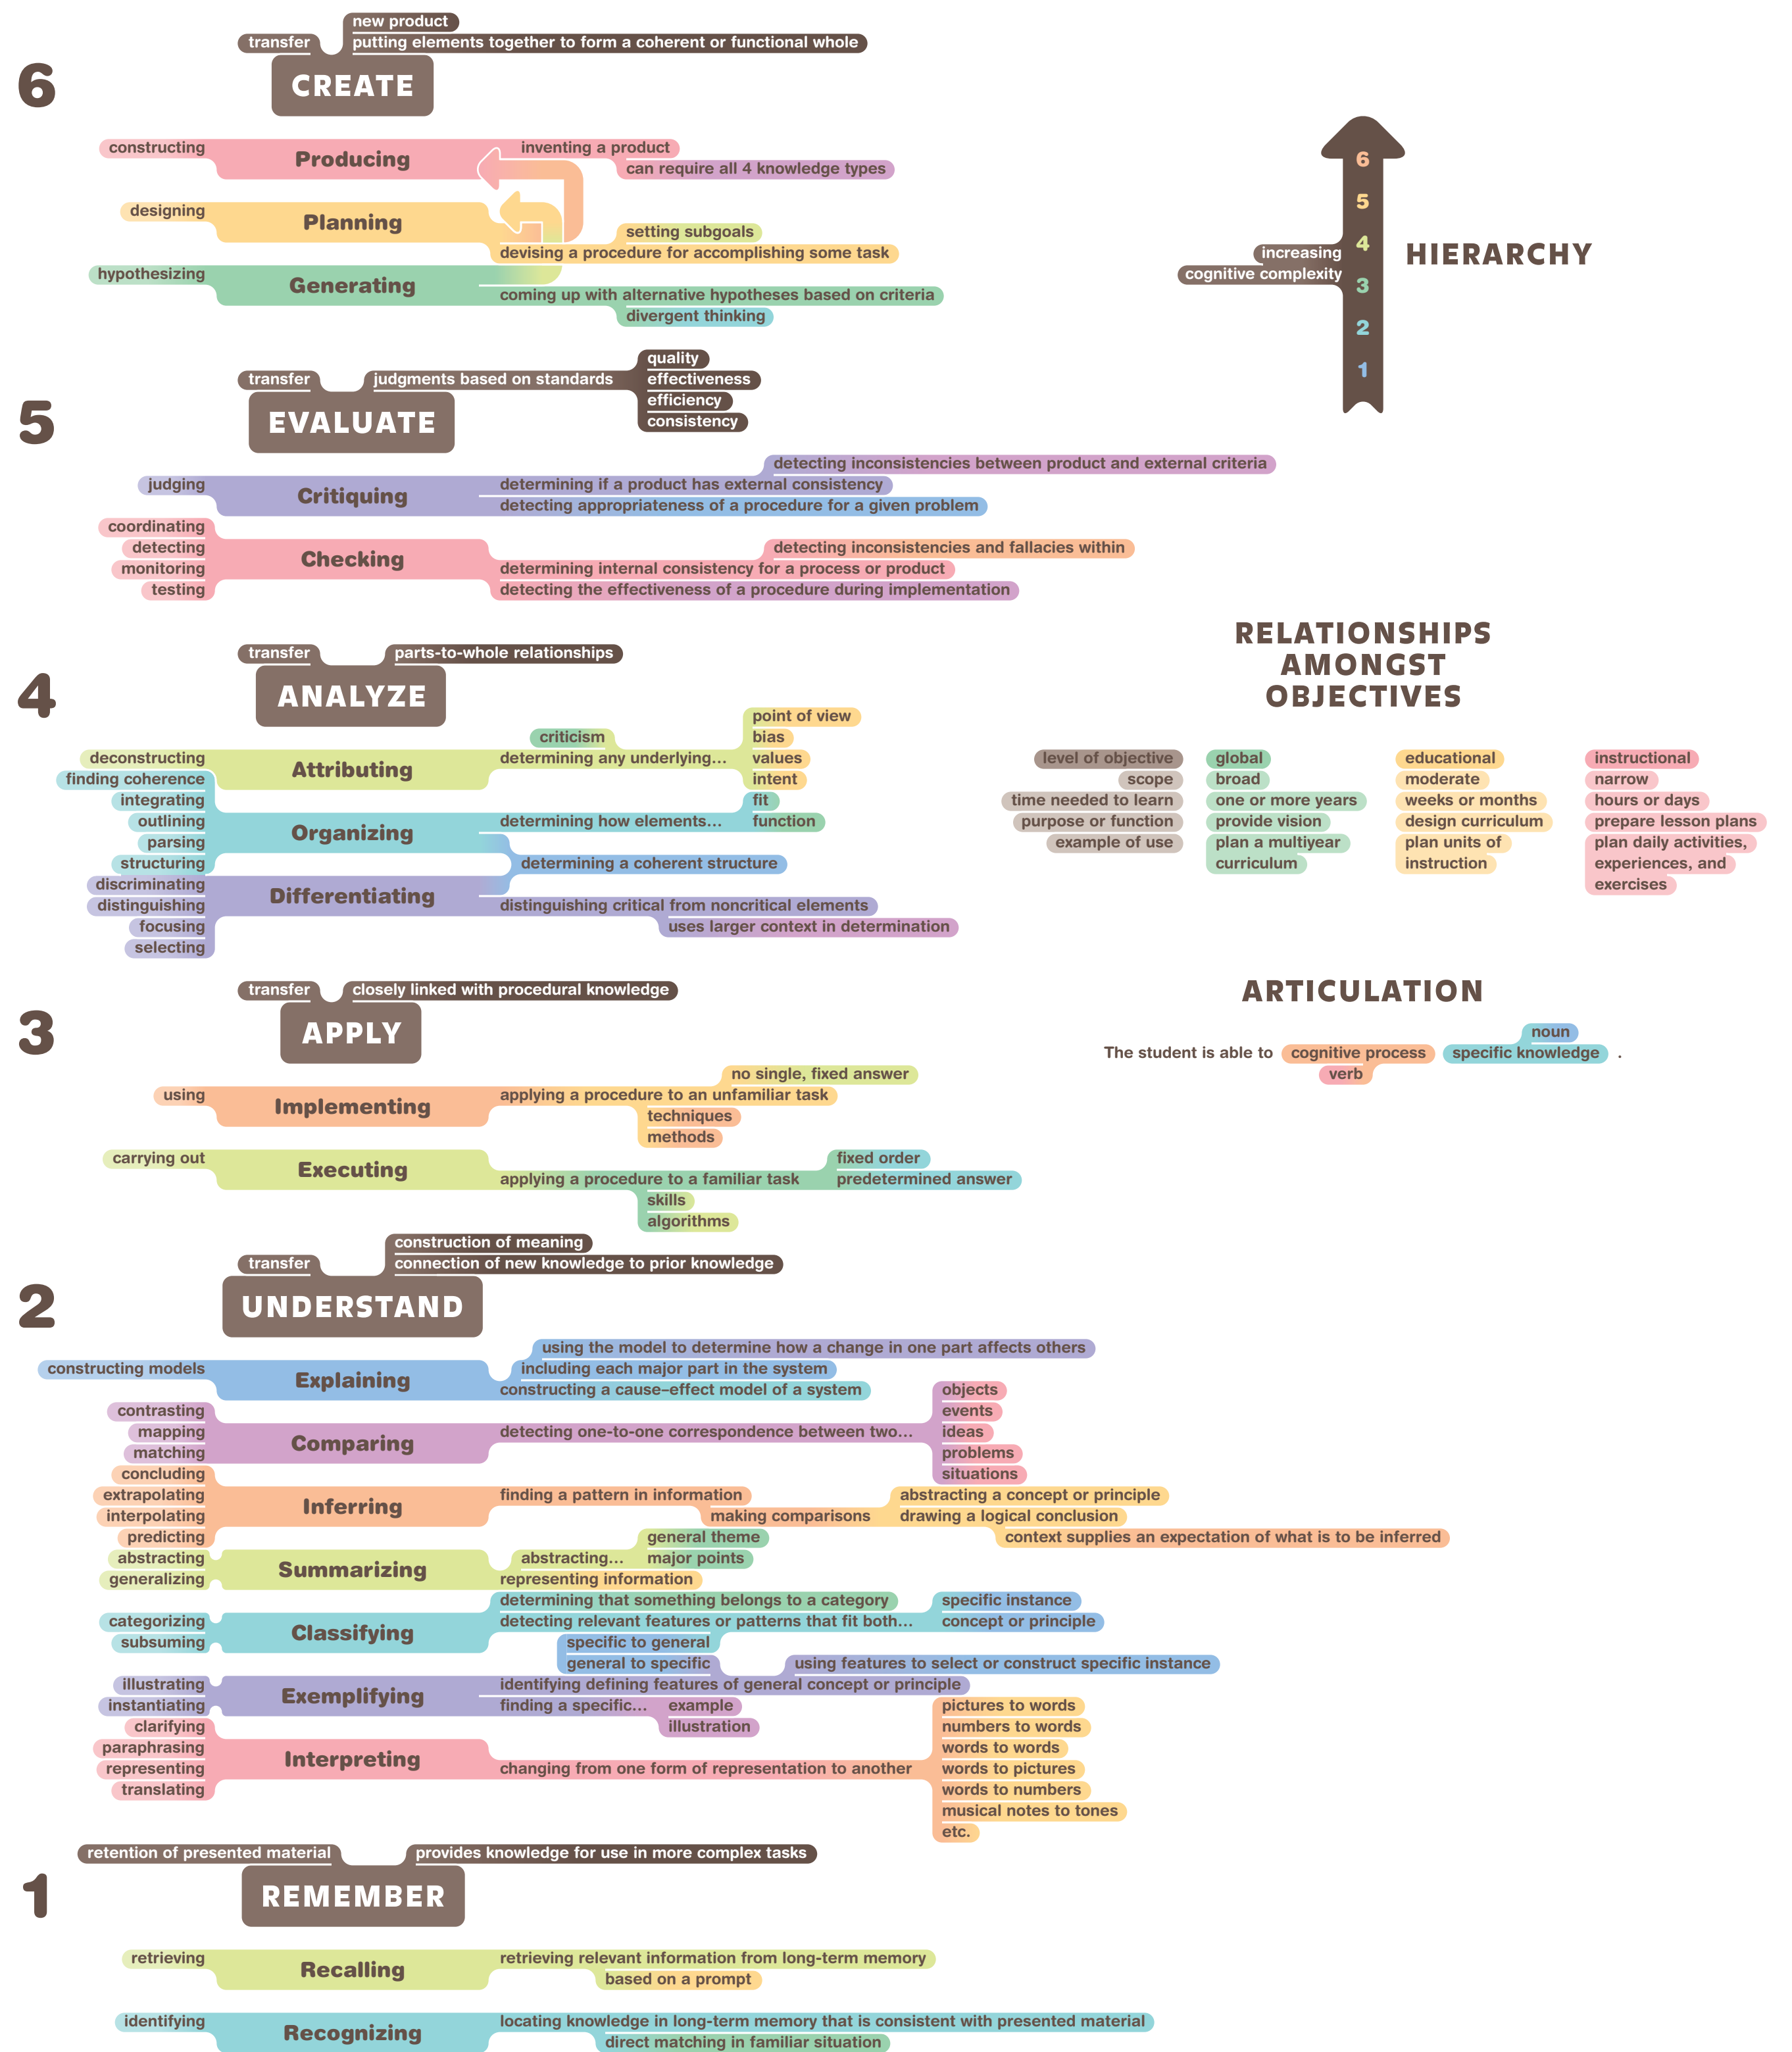 6
new product
transfer
putting elements together to form a coherent or functional whole
CREATE
constructing
Producing
inventing a product
can require all 4 knowledge types
designing
Planning
setting subgoals
devising a procedure for accomplishing some task
hypothesizing
Generating
coming up with alternative hypotheses based on criteria
divergent thinking
6
5
4
3
2
1
increasing
cognitive complexity
HIERARCHY
5
transfer
judgments based on standards
quality
effectiveness
efficiency
consistency
EVALUATE
judging
Critiquing
detecting inconsistencies between product and external criteria
determining if a product has external consistency
detecting appropriateness of a procedure for a given problem
coordinating
detecting
monitoring
testing
Checking
detecting inconsistencies and fallacies within
determining internal consistency for a process or product
detecting the effectiveness of a procedure during implementation
4
transfer
parts-to-whole relationships
ANALYZE
deconstructing
Attributing
criticism
determining any underlying...
point of view
bias
values
intent
finding coherence
integrating
outlining
parsing
structuring
Organizing
determining how elements...
fit
function
determining a coherent structure
discriminating
distinguishing
focusing
selecting
Differentiating
distinguishing critical from noncritical elements
uses larger context in determination
RELATIONSHIPS
AMONGST
OBJECTIVES
level of objective
global
educational
instructional
scope
broad
moderate
narrow
time needed to learn
one or more years
weeks or months
hours or days
purpose or function
provide vision
design curriculum
prepare lesson plans
example of use
plan a multiyear
curriculum
plan units of
instruction
plan daily activities,
experiences, and
exercises
3
transfer
closely linked with procedural knowledge
APPLY
using
Implementing
no single, fixed answer
applying a procedure to an unfamiliar task
techniques
methods
carrying out
Executing
applying a procedure to a familiar task
fixed order
predetermined answer
skills
algorithms
ARTICULATION
noun
The student is able to cognitive process specific knowledge .
verb
2
construction of meaning
transfer
connection of new knowledge to prior knowledge
UNDERSTAND
constructing models
Explaining
using the model to determine how a change in one part affects others
including each major part in the system
constructing a cause–effect model of a system
contrasting
mapping
matching
Comparing
detecting one-to-one correspondence between two...
objects
events
ideas
problems
situations
concluding
extrapolating
interpolating
predicting
Inferring
finding a pattern in information
making comparisons
abstracting a concept or principle
drawing a logical conclusion
context supplies an expectation of what is to be inferred
abstracting
generalizing
Summarizing
abstracting...
general theme
major points
representing information
categorizing
subsuming
Classifying
determining that something belongs to a category
detecting relevant features or patterns that fit both...
specific instance
concept or principle
specific to general
general to specific
using features to select or construct specific instance
illustrating
instantiating
Exemplifying
identifying defining features of general concept or principle
finding a specific...
example
illustration
clarifying
paraphrasing
representing
translating
Interpreting
changing from one form of representation to another
pictures to words
numbers to words
words to words
words to pictures
words to numbers
musical notes to tones
etc.
1
retention of presented material
provides knowledge for use in more complex tasks
REMEMBER
retrieving
Recalling
retrieving relevant information from long-term memory
based on a prompt
identifying
Recognizing
locating knowledge in long-term memory that is consistent with presented material
direct matching in familiar situation